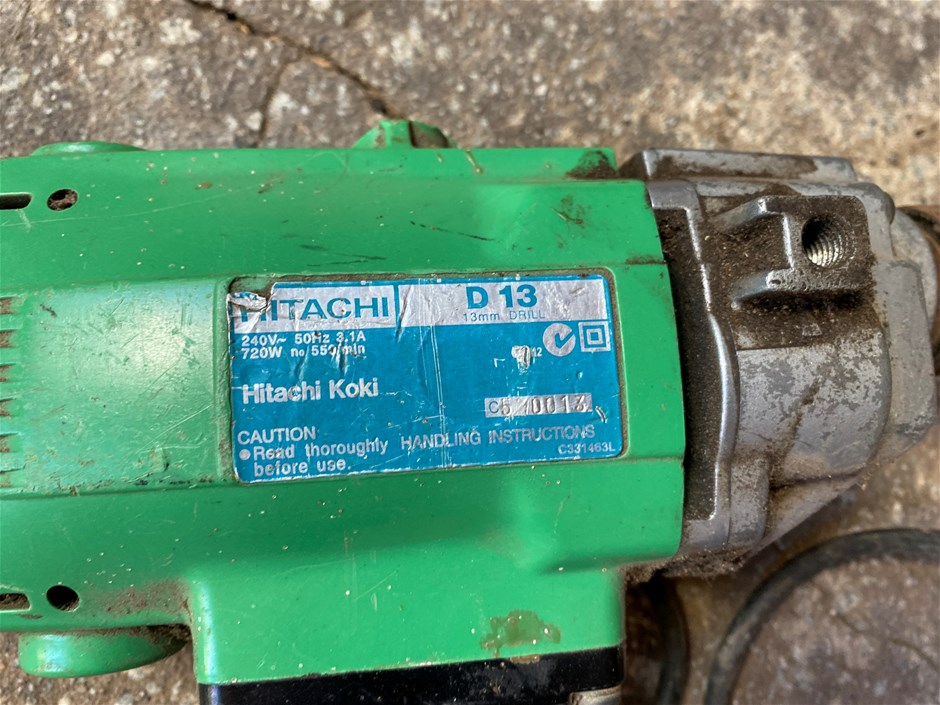 HITACHI
D 13
13mm DRILL
240V~ 50Hz 3.1A
720W no 550/min
Hitachi Koki
CAUTION
●Read thoroughly HANDLING INSTRUCTIONS
before use.
C331463L